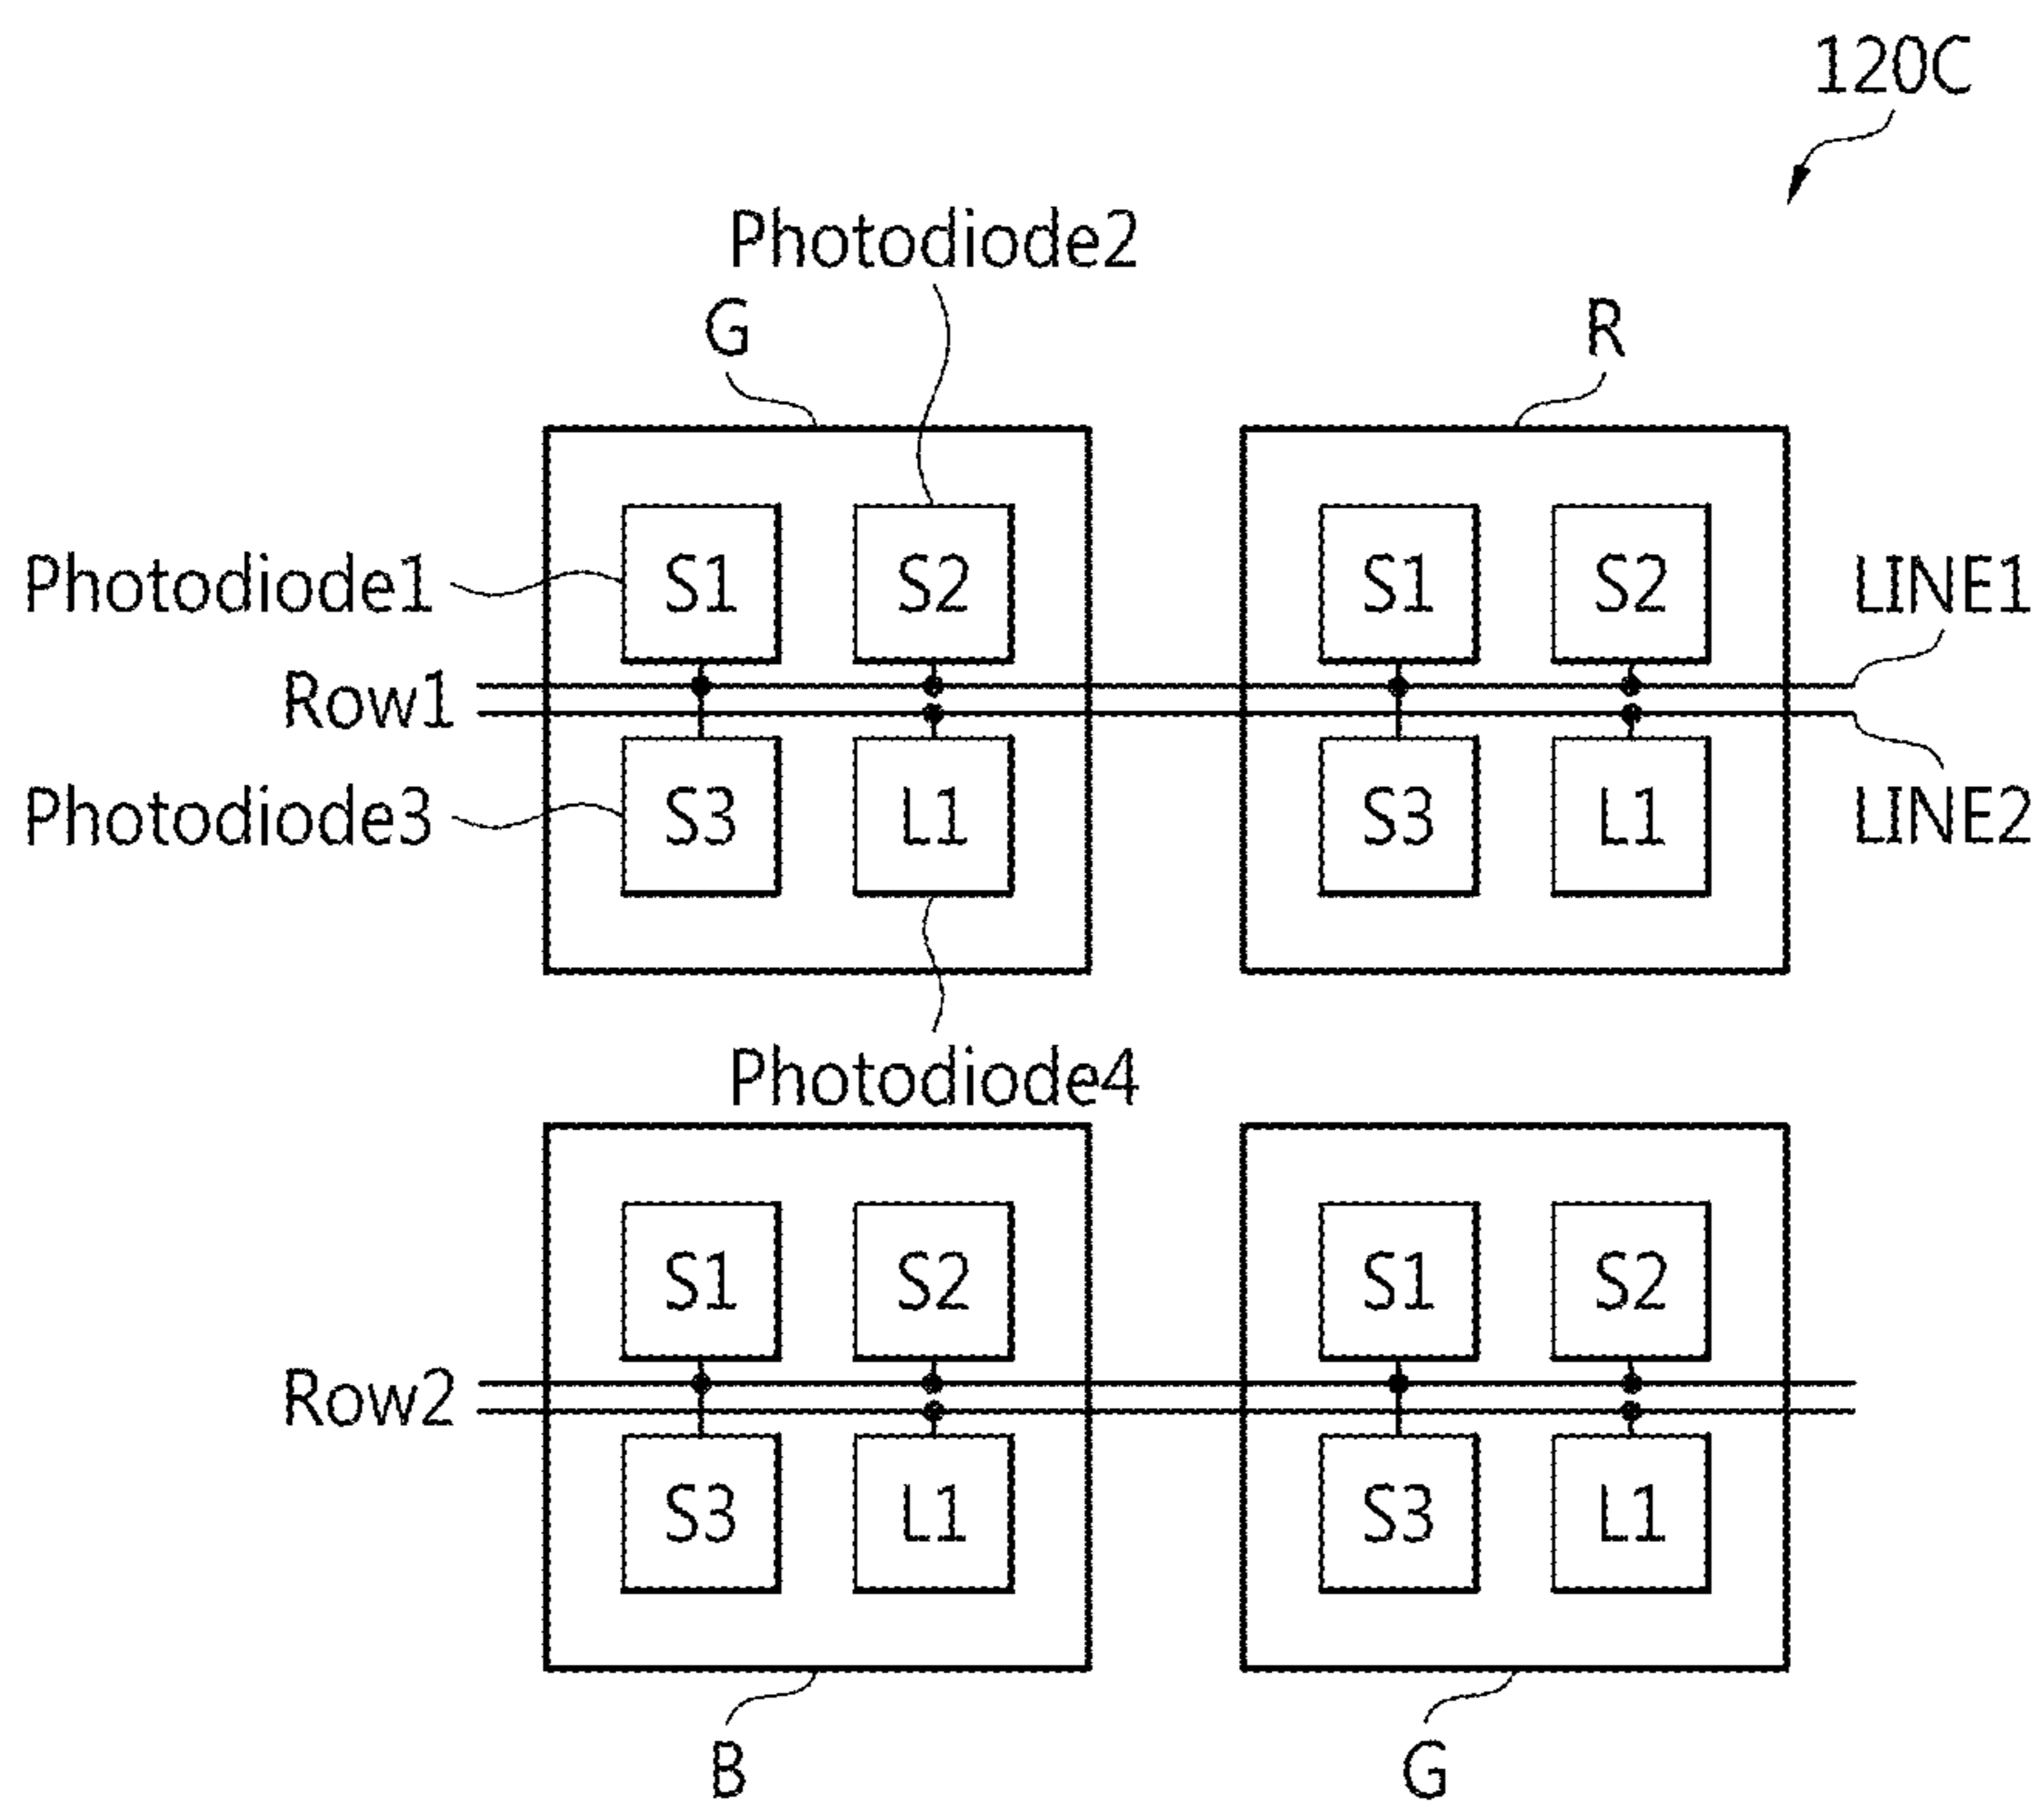 120C
Photodiode2
G R
Photodiode1 S1 S2 S1 S2 LINE1
Row1
Photodiode3 S3 L1 S3 L1 LINE2
Photodiode4
S1 S2 S1 S2
Row2
S3 L1 S3 L1
B G